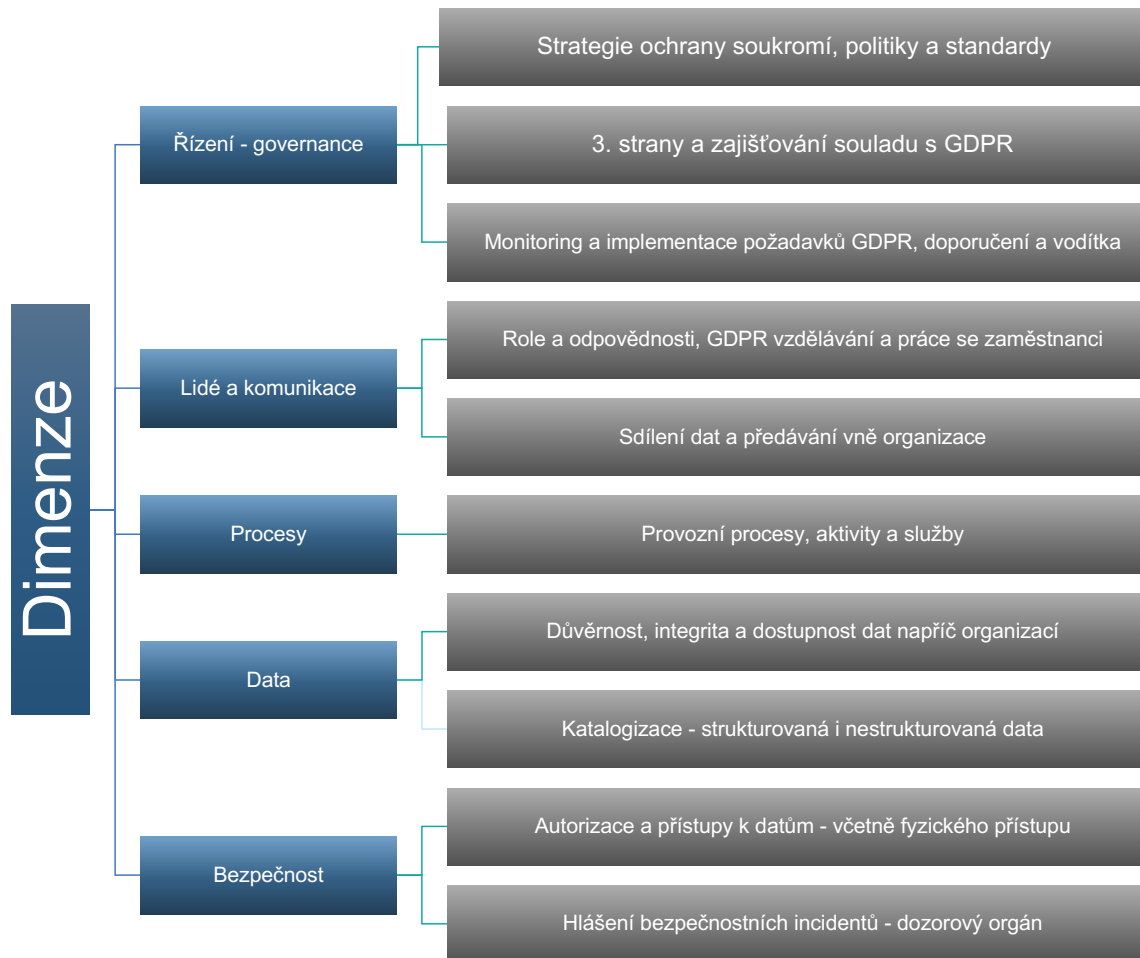 Dimenze
Řízení - governance
Strategie ochrany soukromí, politiky a standardy
3. strany a zajišťování souladu s GDPR
Monitoring a implementace požadavků GDPR, doporučení a vodítka
Lidé a komunikace
Role a odpovědnosti, GDPR vzdělávání a práce se zaměstnanci
Sdílení dat a předávání vně organizace
Procesy
Provozní procesy, aktivity a služby
Data
Důvěrnost, integrita a dostupnost dat napříč organizací
Katalogizace - strukturovaná i nestrukturovaná data
Bezpečnost
Autorizace a přístupy k datům - včetně fyzického přístupu
Hlášení bezpečnostních incidentů - dozorový orgán